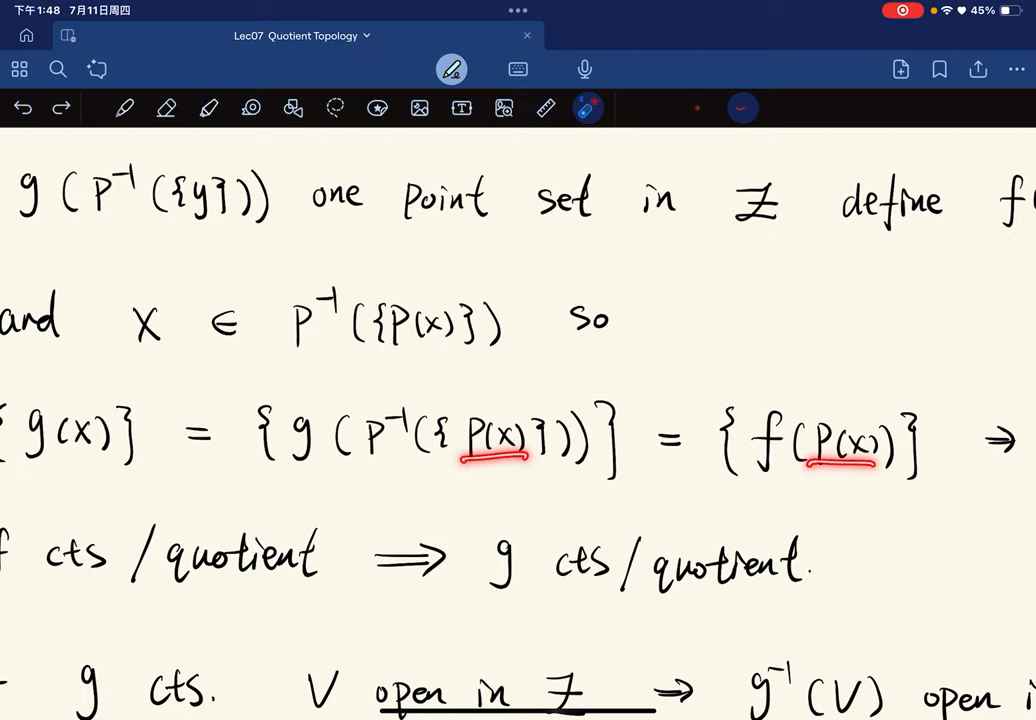 下午1:48 7月11日周四
45%
Lec07 Quotient Topology
g (p⁻¹ ({y})) one point set in Z define f(
and x ∈ p⁻¹ ({p(x)}) so
{ g(x)} = {g (p⁻¹({ p(x)}))} = {f(p(x))} →
f cts /quotient ⟹ g cts/quotient.
g cts. V open in Z → g⁻¹(V) open i